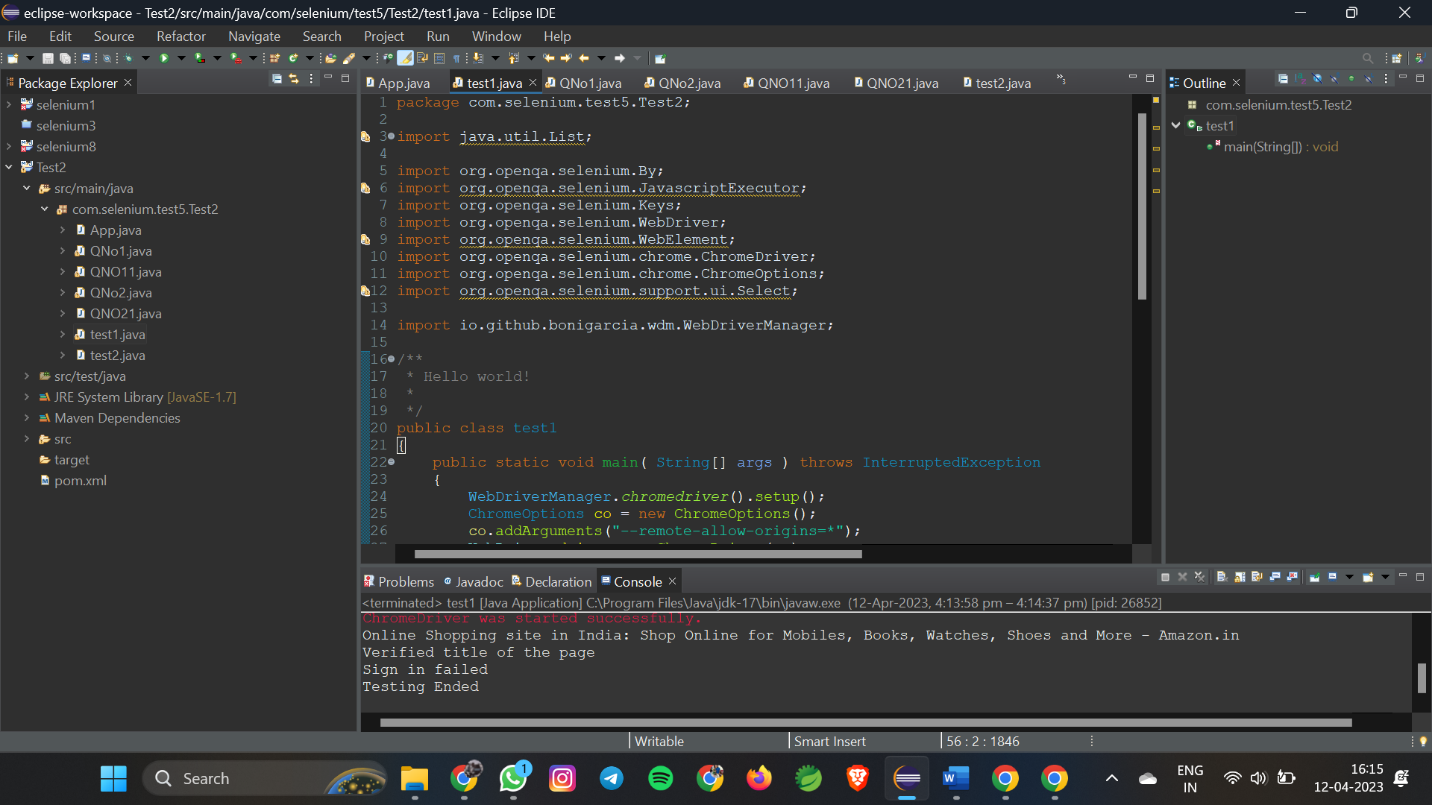 eclipse-workspace - Test2/src/main/java/com/selenium/test5/Test2/test1.java - Eclipse IDE
File Edit Source Refactor Navigate Search Project Run Window Help
Package Explorer
selenium1
selenium3
selenium8
Test2
src/main/java
com.selenium.test5.Test2
App.java
QNo1.java
QNO11.java
QNo2.java
QNO21.java
test1.java
test2.java
src/test/java
JRE System Library [JavaSE-1.7]
Maven Dependencies
src
target
pom.xml
App.java test1.java QNo1.java QNo2.java QNO11.java QNO21.java test2.java »3
1 package com.selenium.test5.Test2;
2
3 import java.util.List;
4
5 import org.openqa.selenium.By;
6 import org.openqa.selenium.JavascriptExecutor;
7 import org.openqa.selenium.Keys;
8 import org.openqa.selenium.WebDriver;
9 import org.openqa.selenium.WebElement;
10 import org.openqa.selenium.chrome.ChromeDriver;
11 import org.openqa.selenium.chrome.ChromeOptions;
12 import org.openqa.selenium.support.ui.Select;
13
14 import io.github.bonigarcia.wdm.WebDriverManager;
15
16 /**
17 * Hello world!
18 *
19 */
20 public class test1
21 {
22 public static void main( String[] args ) throws InterruptedException
23 {
24 WebDriverManager.chromedriver().setup();
25 ChromeOptions co = new ChromeOptions();
26 co.addArguments("--remote-allow-origins=*");
Outline
com.selenium.test5.Test2
test1
main(String[]) : void
Problems Javadoc Declaration Console
<terminated> test1 [Java Application] C:\Program Files\Java\jdk-17\bin\javaw.exe (12-Apr-2023, 4:13:58 pm – 4:14:37 pm) [pid: 26852]
ChromeDriver was started successfully.
Online Shopping site in India: Shop Online for Mobiles, Books, Watches, Shoes and More - Amazon.in
Verified title of the page
Sign in failed
Testing Ended
Writable Smart Insert 56 : 2 : 1846
Search
1
ENG
IN
16:15
12-04-2023